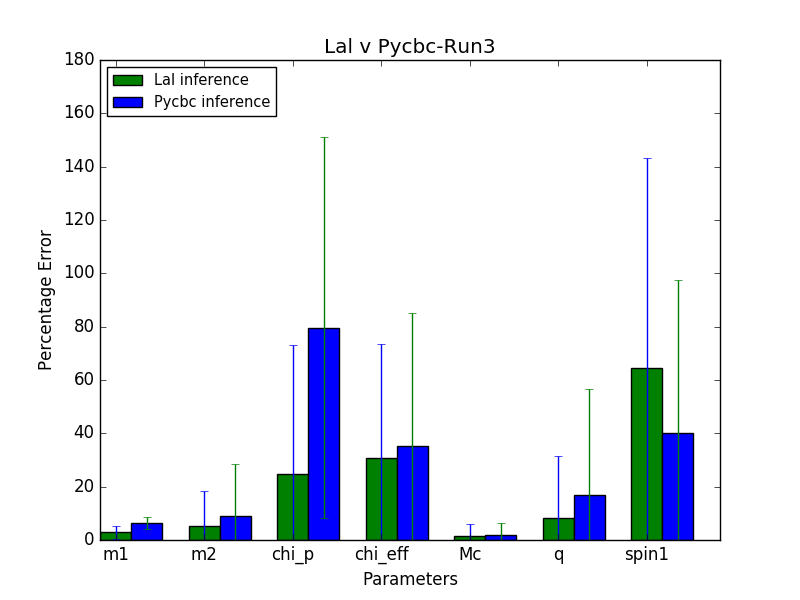 Lal v Pycbc-Run3
Lal inference
Pycbc inference
Percentage Error
180
160
140
120
100
80
60
40
20
0
m1 m2 chi_p chi_eff Mc q spin1
Parameters